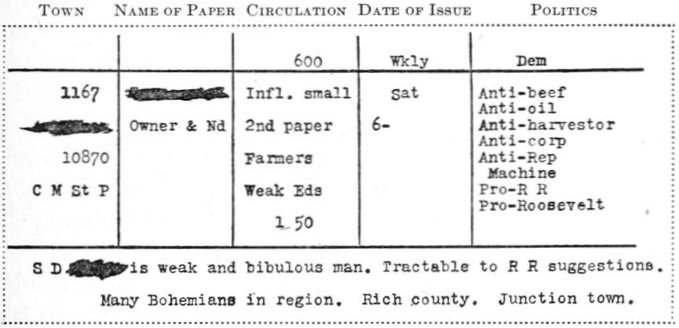 TOWN NAME OF PAPER CIRCULATION DATE OF ISSUE POLITICS
600 Wkly Dem
1167 Infl. small Sat Anti-beef
Anti-oil
Owner & Nd 2nd paper 6- Anti-harvestor
Anti-corp
10870 Farmers Anti-Rep
Machine
C M St P Weak Eds Pro-R R
Pro-Roosevelt
1.50
S D is weak and bibulous man. Tractable to R R suggestions.
Many Bohemians in region. Rich county. Junction town.